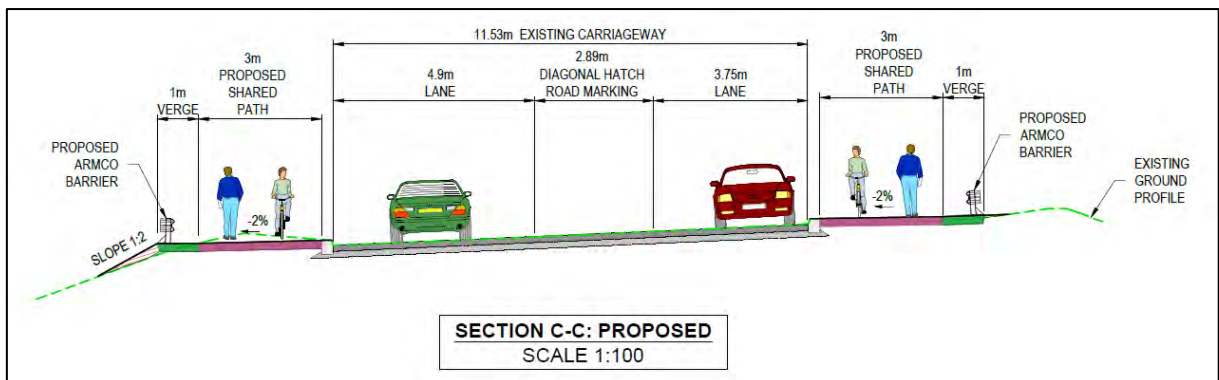 11.53m EXISTING CARRIAGEWAY
3m
PROPOSED
SHARED
PATH
1m
VERGE
4.9m
LANE
2.89m
DIAGONAL HATCH
ROAD MARKING
3.75m
LANE
3m
PROPOSED
SHARED
PATH
1m
VERGE
PROPOSED
ARMCO
BARRIER
PROPOSED
ARMCO
BARRIER
EXISTING
GROUND
PROFILE
-2%
-2%
SLOPE 1:2
SECTION C-C: PROPOSED
SCALE 1:100